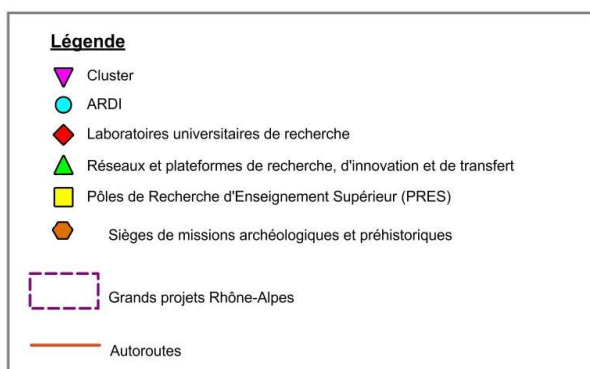 Légende
Cluster
ARDI
Laboratoires universitaires de recherche
Réseaux et plateformes de recherche, d'innovation et de transfert
Pôles de Recherche d'Enseignement Supérieur (PRES)
Sièges de missions archéologiques et préhistoriques
Grands projets Rhône-Alpes
Autoroutes